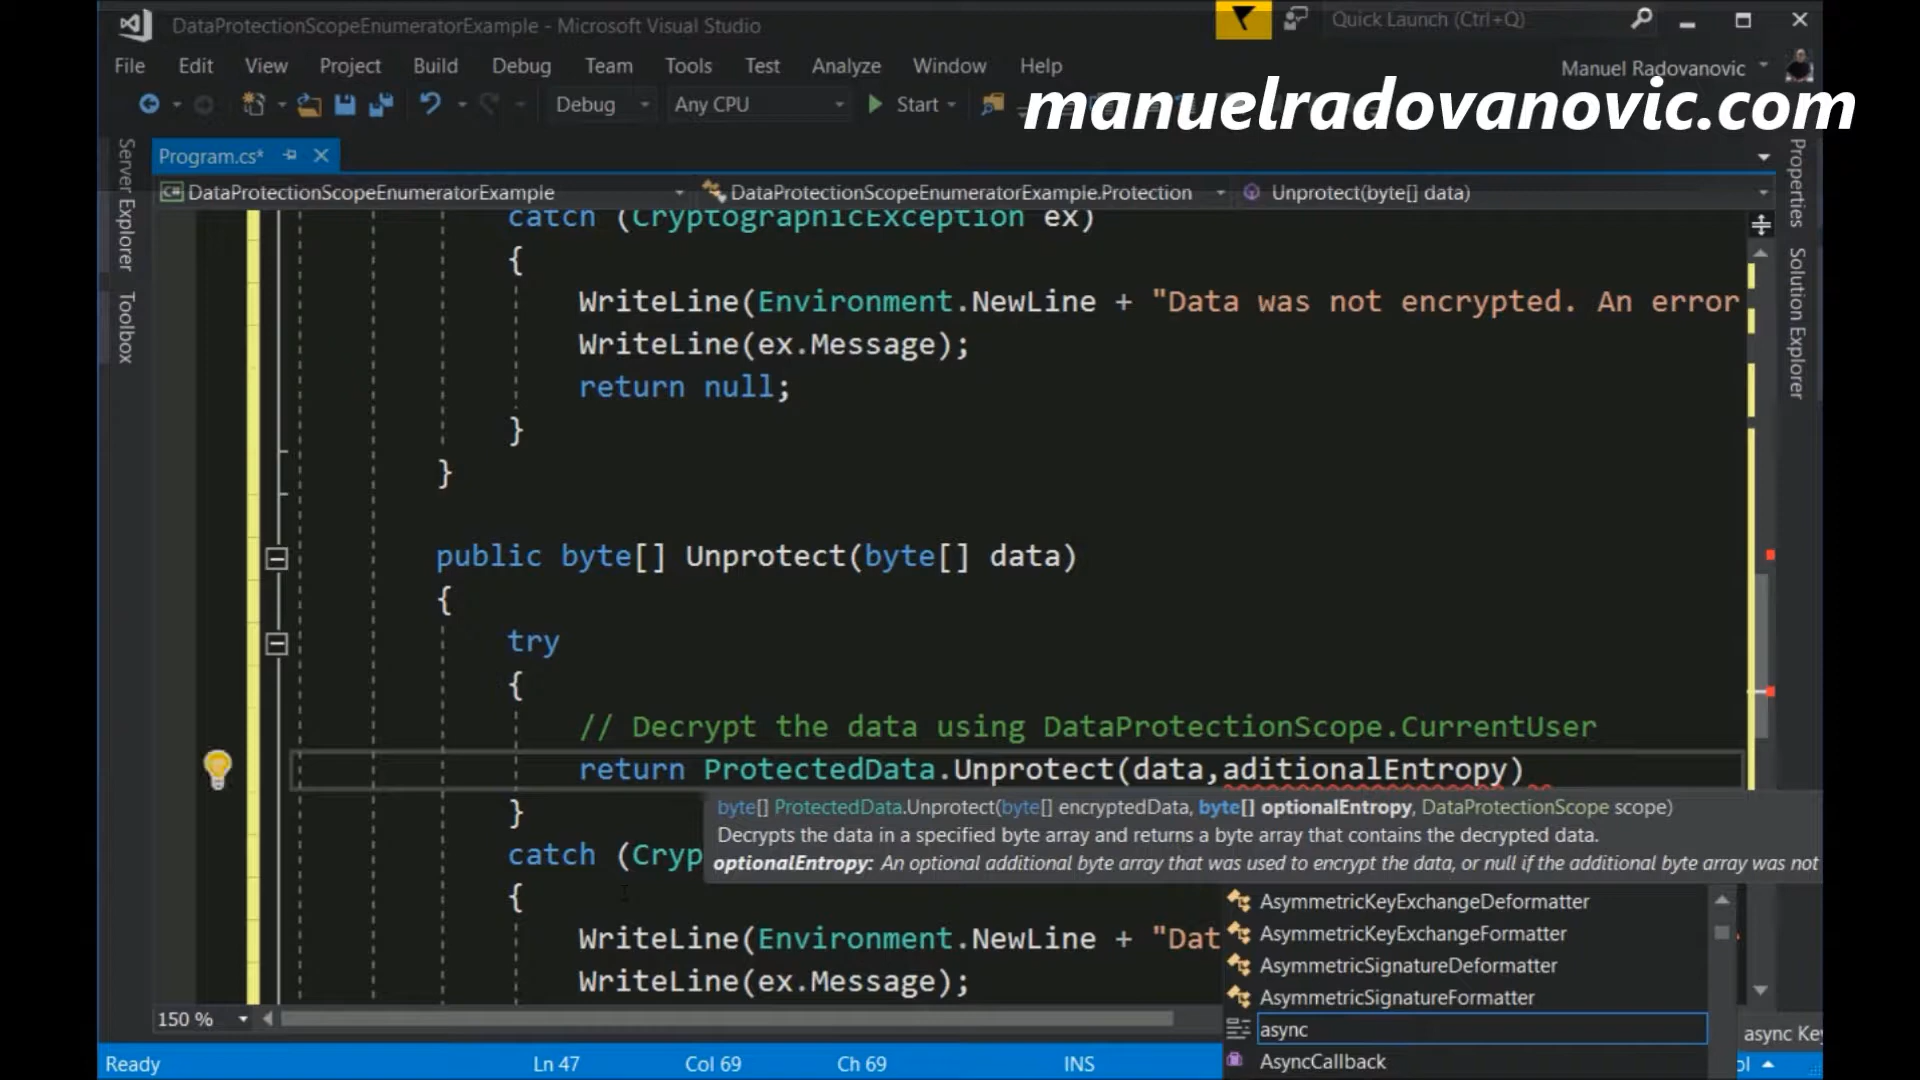 DataProtectionScopeEnumeratorExample - Microsoft Visual Studio
Quick Launch (Ctrl+Q)
File Edit View Project Build Debug Team Tools Test Analyze Window Help
Manuel Radovanovic
Debug Any CPU Start
manuelradovanovic.com
Server Explorer
Toolbox
Properties
Solution Explorer
Program.cs*
DataProtectionScopeEnumeratorExample DataProtectionScopeEnumeratorExample.Protection Unprotect(byte[] data)
catch (CryptographicException ex)
{
WriteLine(Environment.NewLine + "Data was not encrypted. An error
WriteLine(ex.Message);
return null;
}
}
public byte[] Unprotect(byte[] data)
{
try
{
// Decrypt the data using DataProtectionScope.CurrentUser
return ProtectedData.Unprotect(data,aditionalEntropy)
byte[] ProtectedData.Unprotect(byte[] encryptedData, byte[] optionalEntropy, DataProtectionScope scope)
Decrypts the data in a specified byte array and returns a byte array that contains the decrypted data.
optionalEntropy: An optional additional byte array that was used to encrypt the data, or null if the additional byte array was not
}
catch (Cryp
{
WriteLine(Environment.NewLine + "Dat
WriteLine(ex.Message);
AsymmetricKeyExchangeDeformatter
AsymmetricKeyExchangeFormatter
AsymmetricSignatureDeformatter
AsymmetricSignatureFormatter
async
AsyncCallback
async Key
150 %
Ready Ln 47 Col 69 Ch 69 INS